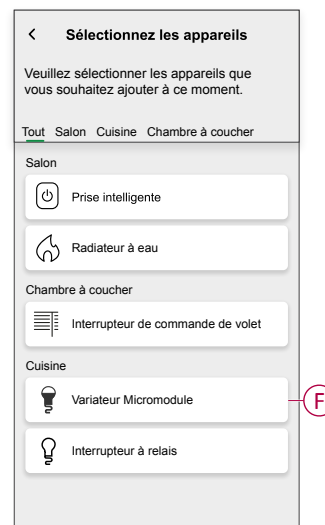 Sélectionnez les appareils
Veuillez sélectionner les appareils que
vous souhaitez ajouter à ce moment.
Tout Salon Cuisine Chambre à coucher
Salon
Prise intelligente
Radiateur à eau
Chambre à coucher
Interrupteur de commande de volet
Cuisine
Variateur Micromodule
F
Interrupteur à relais